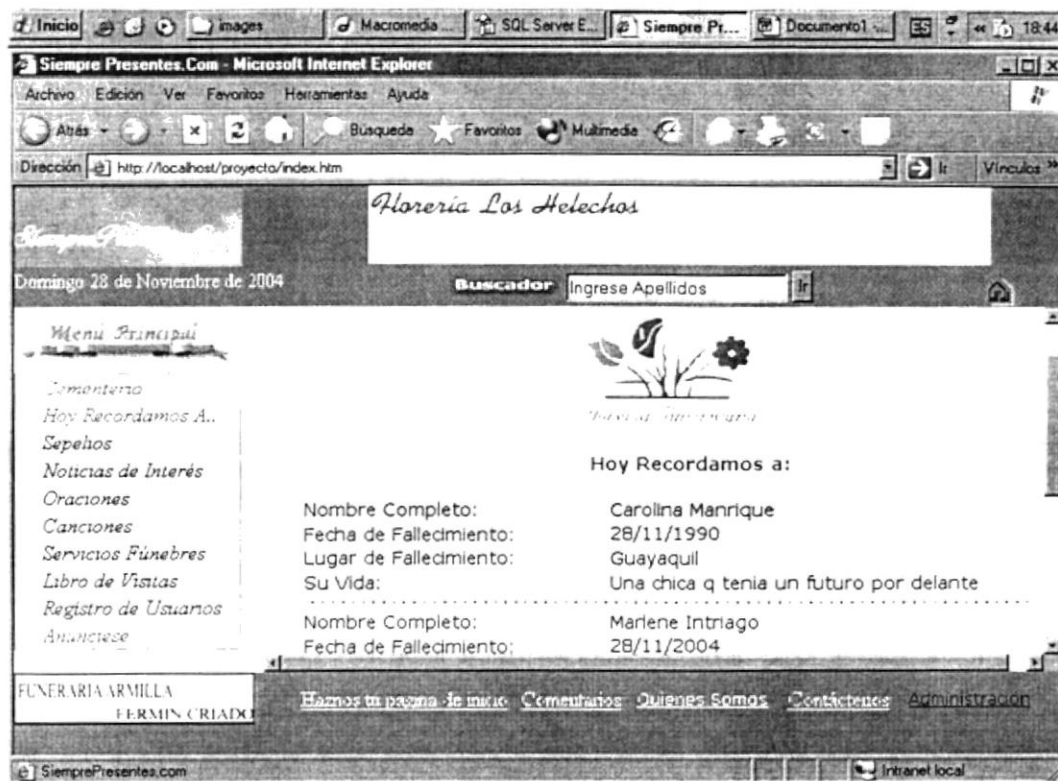 Inicio images Macromedia ... SQL Server E... Siempre Pr... Documento1 -... ES « 18:44
Siempre Presentes.Com - Microsoft Internet Explorer
Archivo Edición Ver Favoritos Herramientas Ayuda
Atrás Búsqueda Favoritos Multimedia
Dirección http://localhost/proyecto/index.htm Ir Vínculos »
Florería Los Helechos
Domingo 28 de Noviembre de 2004
Buscador Ingrese Apellidos Ir
Menú Principal
Cementerio
Hoy Recordamos A..
Sepelios
Noticias de Interés
Oraciones
Canciones
Servicios Fúnebres
Libro de Visitas
Registro de Usuarios
Anúnciese
Hoy Recordamos a:
Nombre Completo: Carolina Manrique
Fecha de Fallecimiento: 28/11/1990
Lugar de Fallecimiento: Guayaquil
Su Vida: Una chica q tenia un futuro por delante
Nombre Completo: Marlene Intriago
Fecha de Fallecimiento: 28/11/2004
FUNERARIA ARMILLA
FERMIN CRIADO
Haznos tu pagina de inicio Comentarios Quienes Somos Contáctenos Administración
SiemprePresentes.com Intranet local